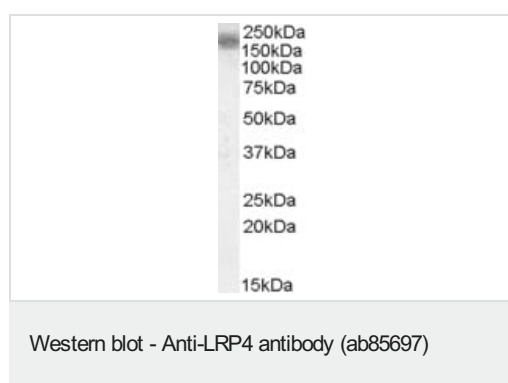 250kDa
150kDa
100kDa
75kDa
50kDa
37kDa
25kDa
20kDa
15kDa
Western blot - Anti-LRP4 antibody (ab85697)